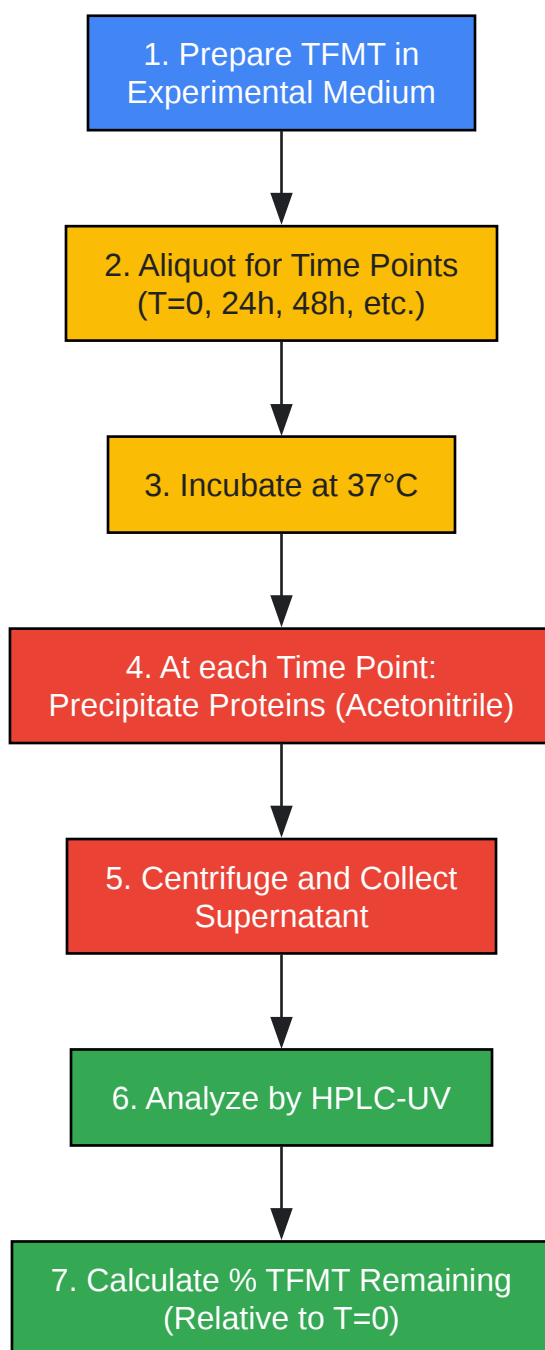 1. Prepare TFMT in
Experimental Medium
2. Aliquot for Time Points
(T=0, 24h, 48h, etc.)
3. Incubate at 37°C
4. At each Time Point:
Precipitate Proteins (Acetonitrile)
5. Centrifuge and Collect
Supernatant
6. Analyze by HPLC-UV
7. Calculate % TFMT Remaining
(Relative to T=0)